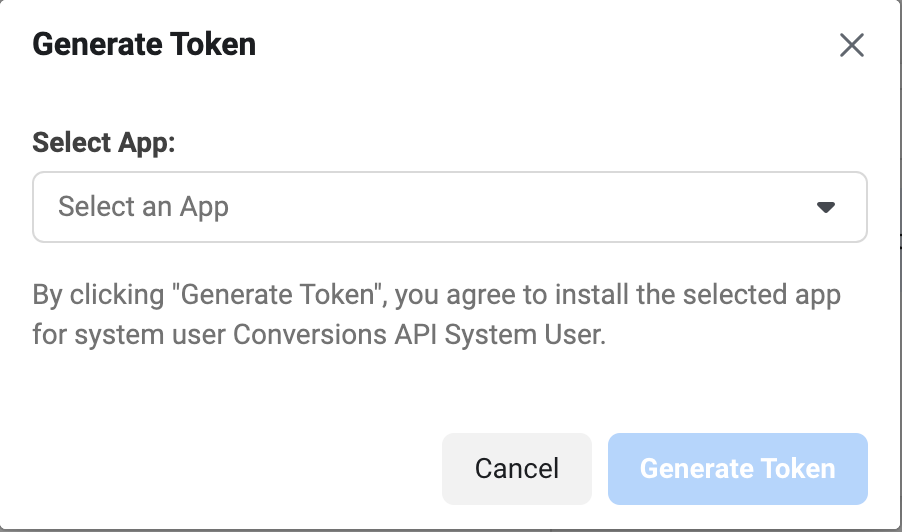 Generate Token
Select App:
Select an App
By clicking "Generate Token", you agree to install the selected app
for system user Conversions API System User.
Cancel
Generate Token